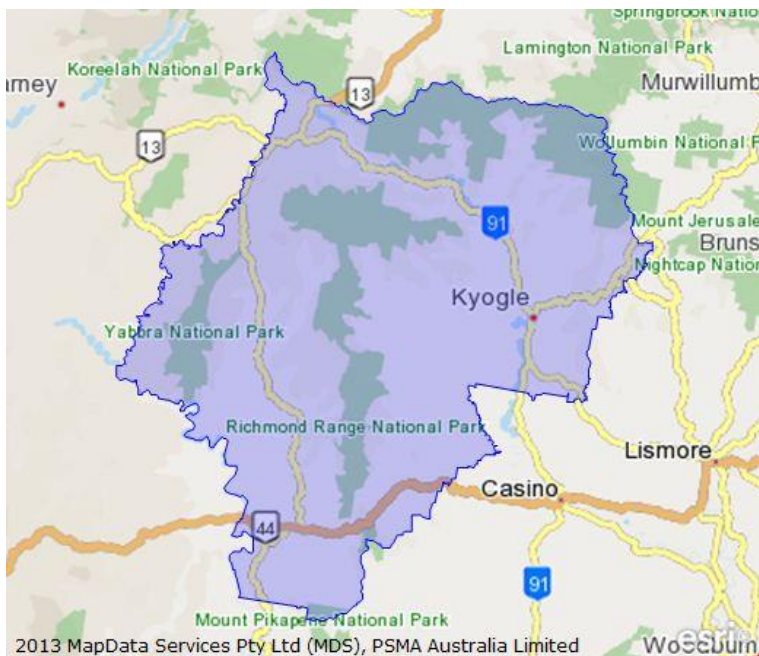 Springbrook Natio
Lamington National Park
Koreelah National Park
Murwillumb
arney
13
13
Wollumbin National P
91
Mount Jerusale
Bruns
Nightcap Nation
Kyogle
Yabbra National Park
Richmond Range National Park
Lismore
Casino
44
91
Mount Pikapene National Park
2013 MapData Services Pty Ltd (MDS), PSMA Australia Limited
Woodburn
esri